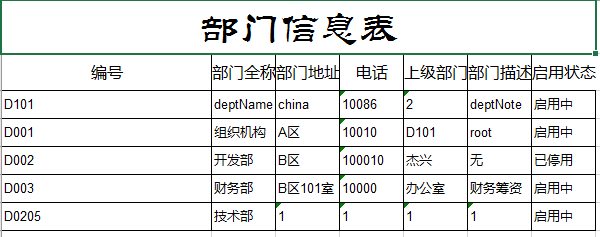 部门信息表
编号 部门全称 部门地址 电话 上级部门 部门描述 启用状态
D101 deptName china 10086 2 deptNote 启用中
D001 组织机构 A区 10010 D101 root 启用中
D002 开发部 B区 100010 杰兴 无 已停用
D003 财务部 B区101室 10000 办公室 财务筹资 启用中
D0205 技术部 1 1 1 1 启用中